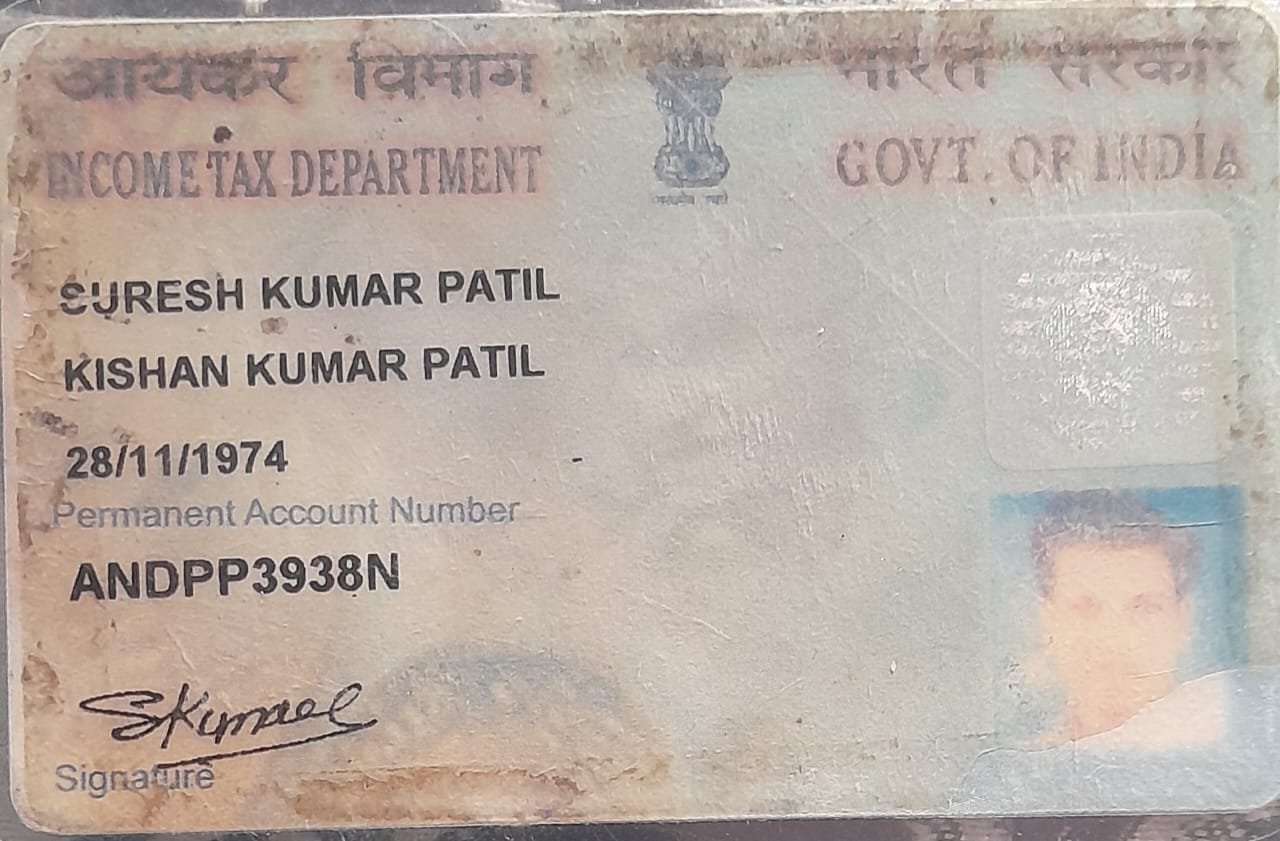 आयकर विभाग
भारत सरकार
INCOME TAX DEPARTMENT
GOVT. OF INDIA
SURESH KUMAR PATIL
KISHAN KUMAR PATIL
28/11/1974
Permanent Account Number
ANDPP3938N
SKumar
Signature